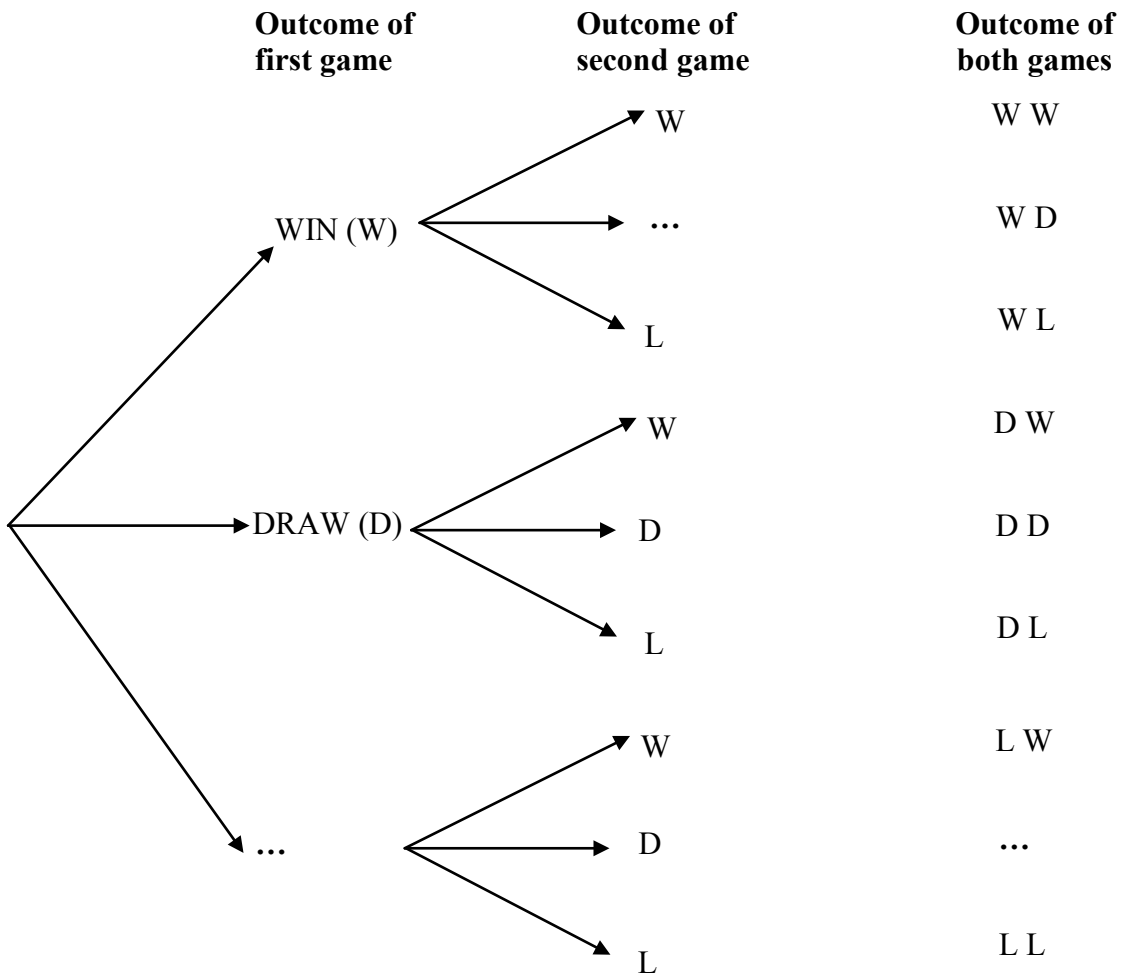 Outcome of first game
Outcome of second game
Outcome of both games
W
W W
WIN (W)
...
W D
L
W L
W
D W
DRAW (D)
D
D D
L
D L
W
L W
...
D
...
L
L L